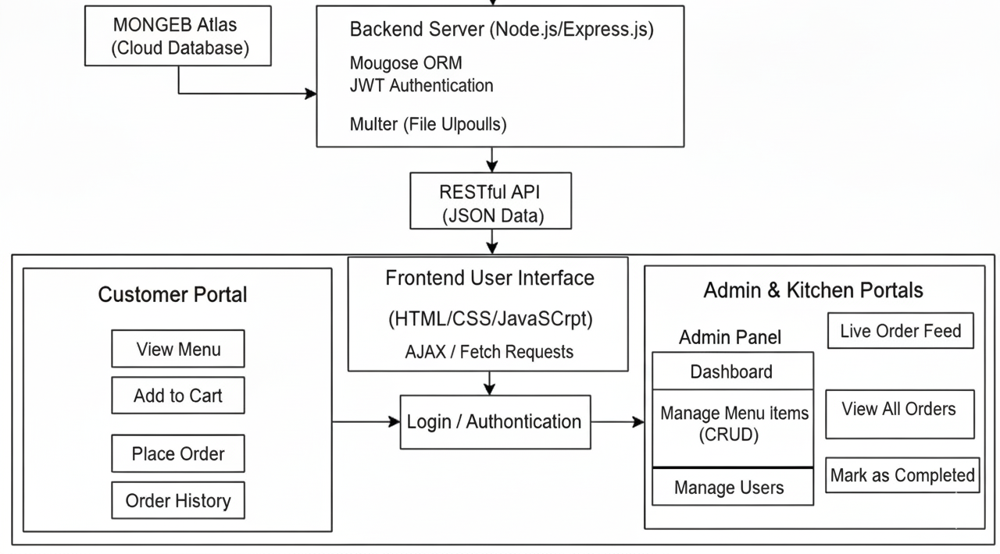 MONGEB Atlas
(Cloud Database)
Backend Server (Node.js/Express.js)
Mougose ORM
JWT Authentication
Multer (File Ulpoulls)
RESTful API
(JSON Data)
Frontend User Interface
(HTML/CSS/JavaSCrpt)
AJAX / Fetch Requests
Customer Portal
View Menu
Add to Cart
Place Order
Order History
Login / Authontication
Admin & Kitchen Portals
Admin Panel
Dashboard
Manage Menu items
(CRUD)
Manage Users
Live Order Feed
View All Orders
Mark as Completed